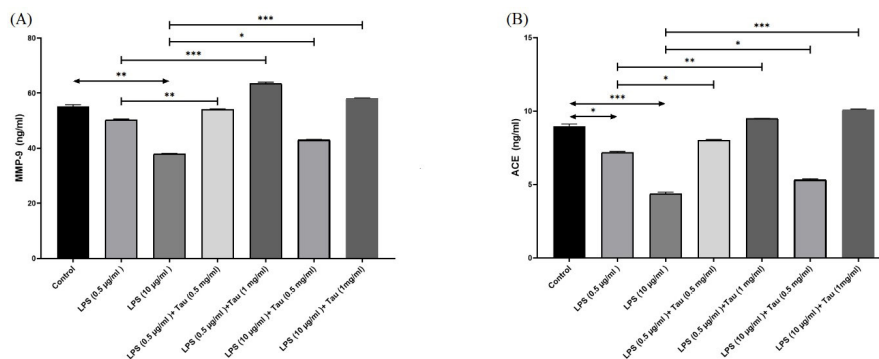 (A)
***
*
***
**
**
MMP-9 (ng/ml)
90
60
40
20
0
Control
LPS (0.5 µg/ml )
LPS (10 µg/ml )
LPS (0.5 µg/ml )+ Tau (0.5 mg/ml)
LPS (0.5 µg/ml )+Tau (1 mg/ml)
LPS (10 µg/ml )+ Tau (0.5 mg/ml)
LPS (10 µg/ml )+ Tau (1mg/ml)
(B)
***
*
**
*
***
*
ACE (ng/ml)
15
10
5
0
Control
LPS (0.5 µg/ml )
LPS (10 µg/ml )
LPS (0.5 µg/ml )+ Tau (0.5 mg/ml)
LPS (0.5 µg/ml )+Tau (1 mg/ml)
LPS (10 µg/ml )+ Tau (0.5 mg/ml)
LPS (10 µg/ml )+ Tau (1mg/ml)